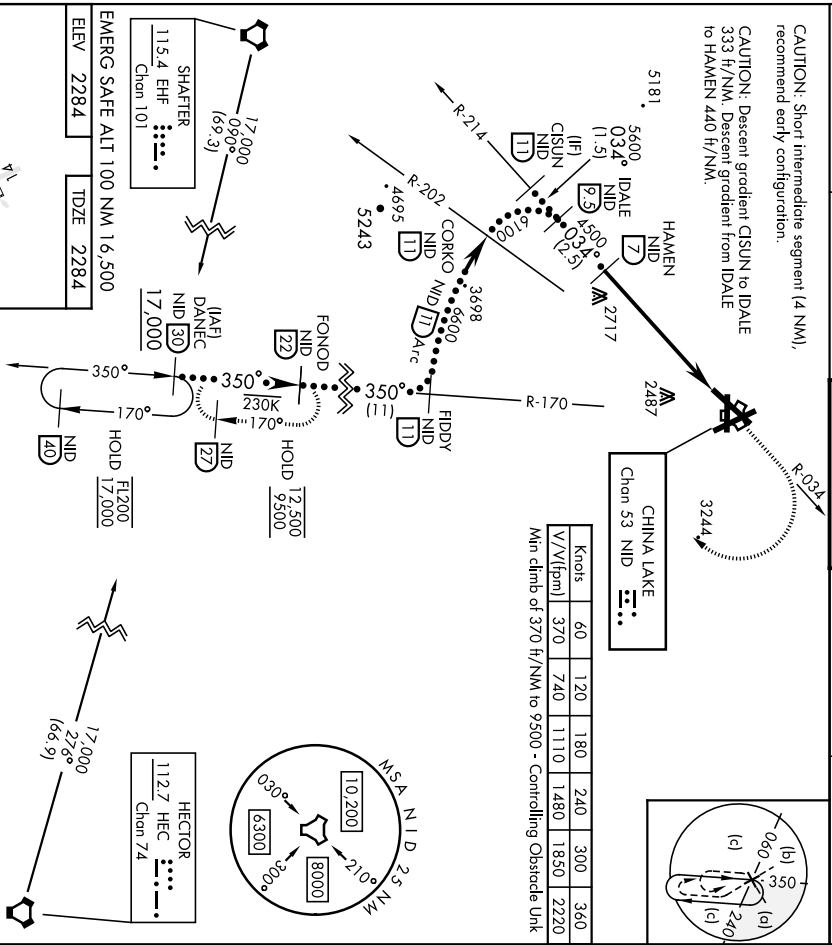 CAUTION: Short intermediate segment (4 NM),
recommend early configuration.
CAUTION: Descent gradient CISUN to IDALE
333 ft/NM. Descent gradient from IDALE
to HAMEN 440 ft/NM.
5181
R-214
5600
034°
(1.5)
(IF)
CISUN
NID
11
IDALE
NID
9.5
4500
034°
(2.5)
HAMEN
NID
7
2717
2487
R-034
3244
CHINA LAKE
Chan 53 NID
R-202
4695
5243
CORKO
NID
11
6100
3698
6600
NID 11 Arc
FIDDY
NID
11
R-170
350°
(11)
FONOD
NID
22
HOLD 12,500
9500
350°
230K
170°
NID
27
(IAF)
DANEC
NID 30
17,000
350°
170°
HOLD FL200
17,000
NID
40
SHAFTER
115.4 EHF
Chan 101
17,000
090°
(69.3)
EMERG SAFE ALT 100 NM 16,500
ELEV 2284
TDZE 2284
14
Knots 60 120 180 240 300 360
V/V(fpm) 370 740 1110 1480 1850 2220
Min climb of 370 ft/NM to 9500 - Controlling Obstacle Unk
MSA NID 25 NM
10,200
030°
210°
6300
8000
300°
HECTOR
112.7 HEC
Chan 74
17,000
276°
(66.9)
(b)
060
350
(c)
(a)
240
(c)